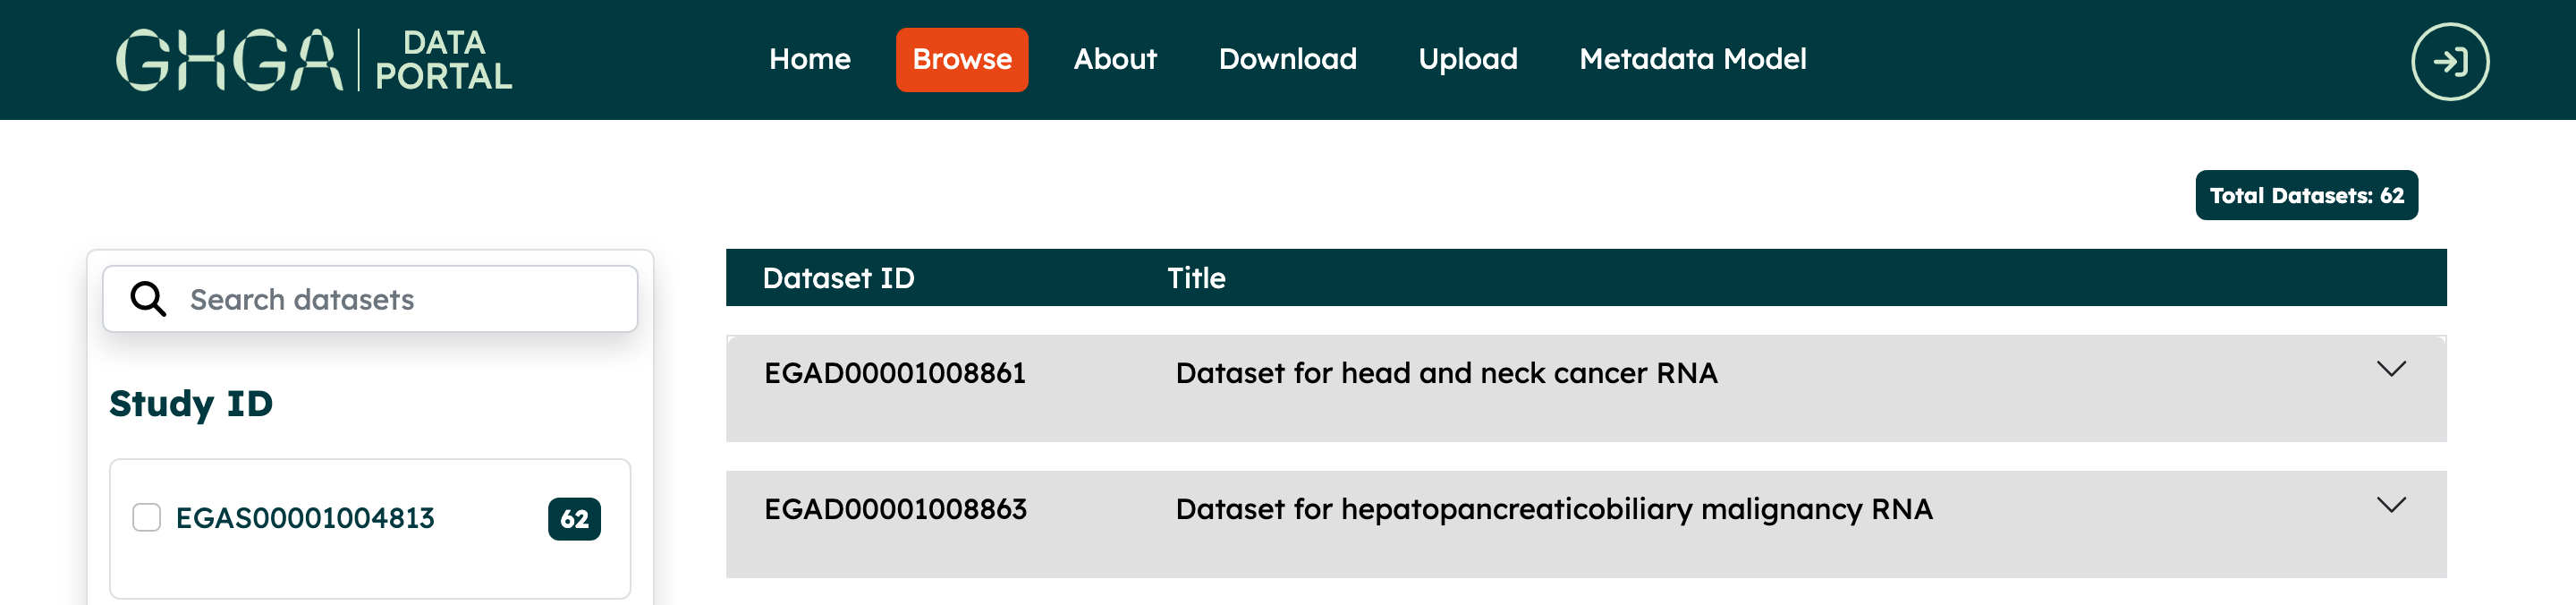 GHGA DATA PORTAL
Home Browse About Download Upload Metadata Model
Total Datasets: 62
Search datasets
Study ID
EGAS00001004813 62
Dataset ID Title
EGAD00001008861 Dataset for head and neck cancer RNA
EGAD00001008863 Dataset for hepatopancreaticobiliary malignancy RNA